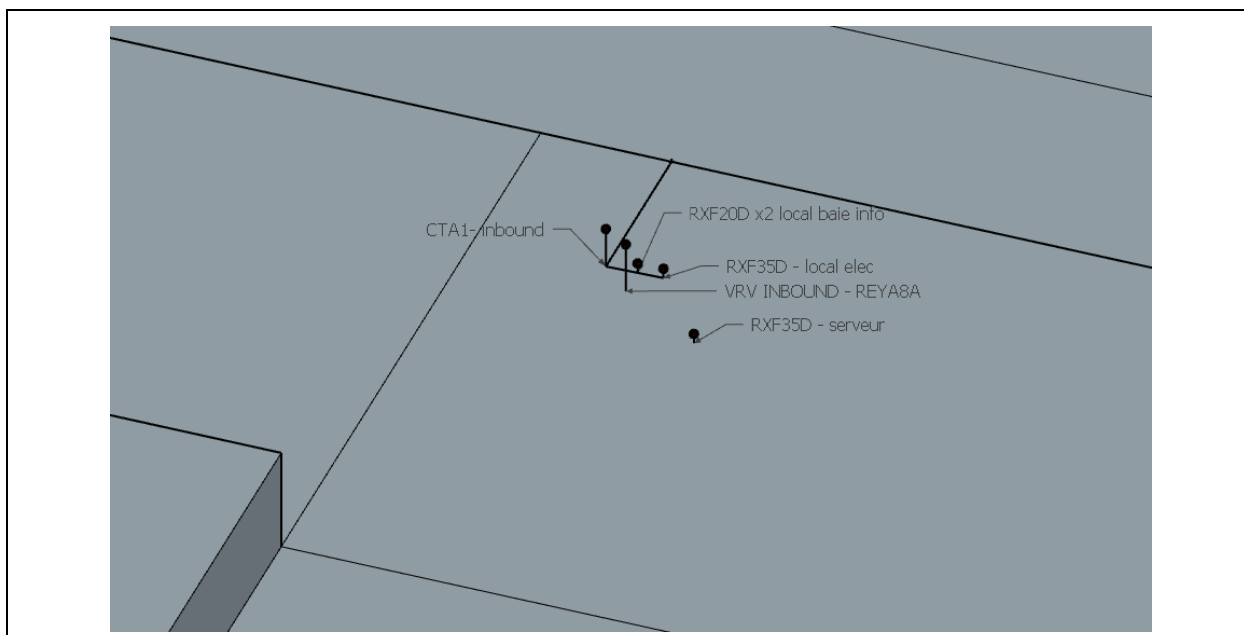 RXF20D x2 local baie info
CTA1- inbound
RXF35D - local elec
VRV INBOUND - REYA8A
RXF35D - serveur